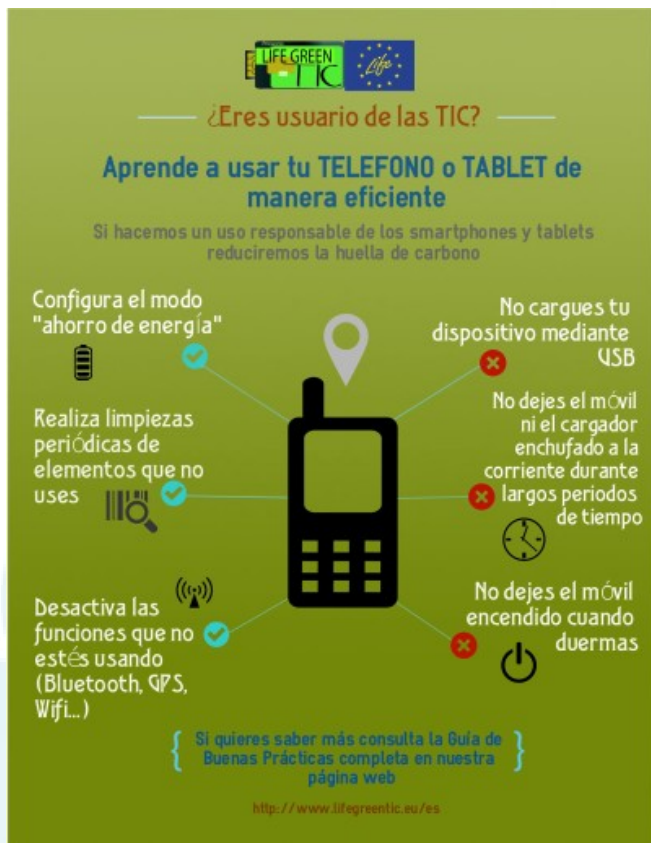 LIFE GREEN
TIC
Life
¿Eres usuario de las TIC?
Aprende a usar tu TELEFONO o TABLET de
manera eficiente
Si hacemos un uso responsable de los smartphones y tablets
reduciremos la huella de carbono
Configura el modo
"ahorro de energía"
Realiza limpiezas
periódicas de
elementos que no
uses
Desactiva las
funciones que no
estés usando
(Bluetooth, GPS,
Wifi...)
No cargues tu
dispositivo mediante
USB
No dejes el móvil
ni el cargador
enchufado a la
corriente durante
largos periodos
de tiempo
No dejes el móvil
encendido cuando
duermas
{ Si quieres saber más consulta la Guía de
Buenas Prácticas completa en nuestra
página web }
http://www.lifegreentic.eu/es